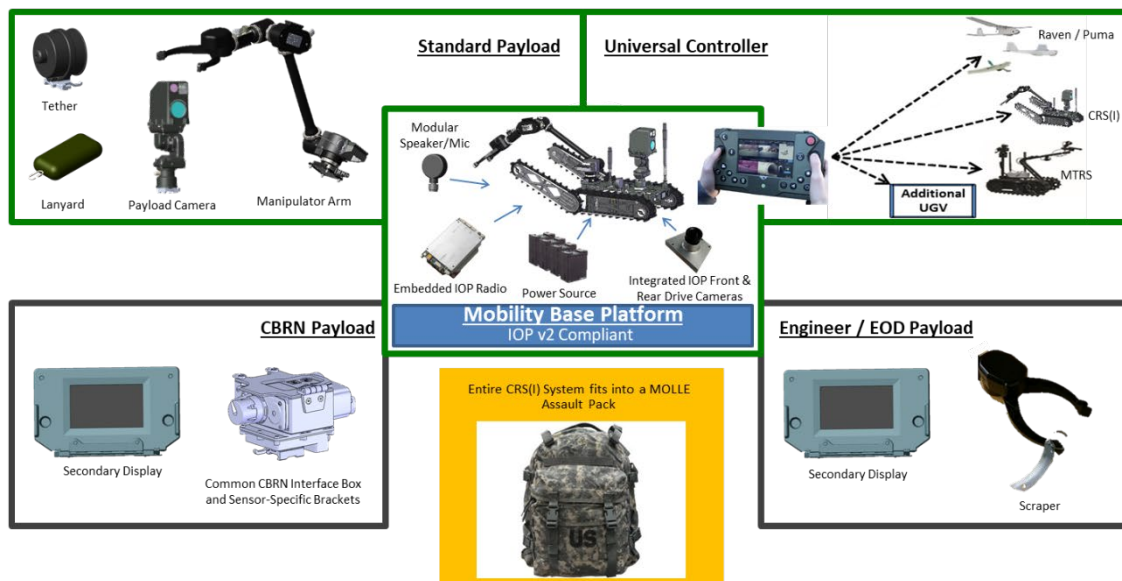 Standard Payload
Tether
Lanyard
Payload Camera
Manipulator Arm
Universal Controller
Raven / Puma
CRS(I)
MTRS
Additional
UGV
Modular
Speaker/Mic
Embedded IOP Radio
Power Source
Integrated IOP Front &
Rear Drive Cameras
Mobility Base Platform
IOP v2 Compliant
CBRN Payload
Secondary Display
Common CBRN Interface Box
and Sensor-Specific Brackets
Entire CRS(I) System fits into a MOLLE
Assault Pack
US
Engineer / EOD Payload
Secondary Display
Scraper